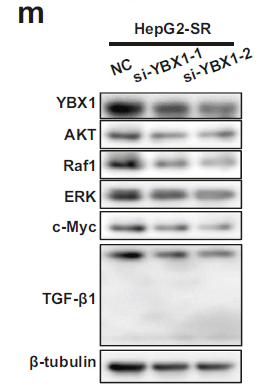 m
HepG2-SR
NC si-YBX1-1 si-YBX1-2
YBX1
AKT
Raf1
ERK
c-Myc
TGF-β1
β-tubulin